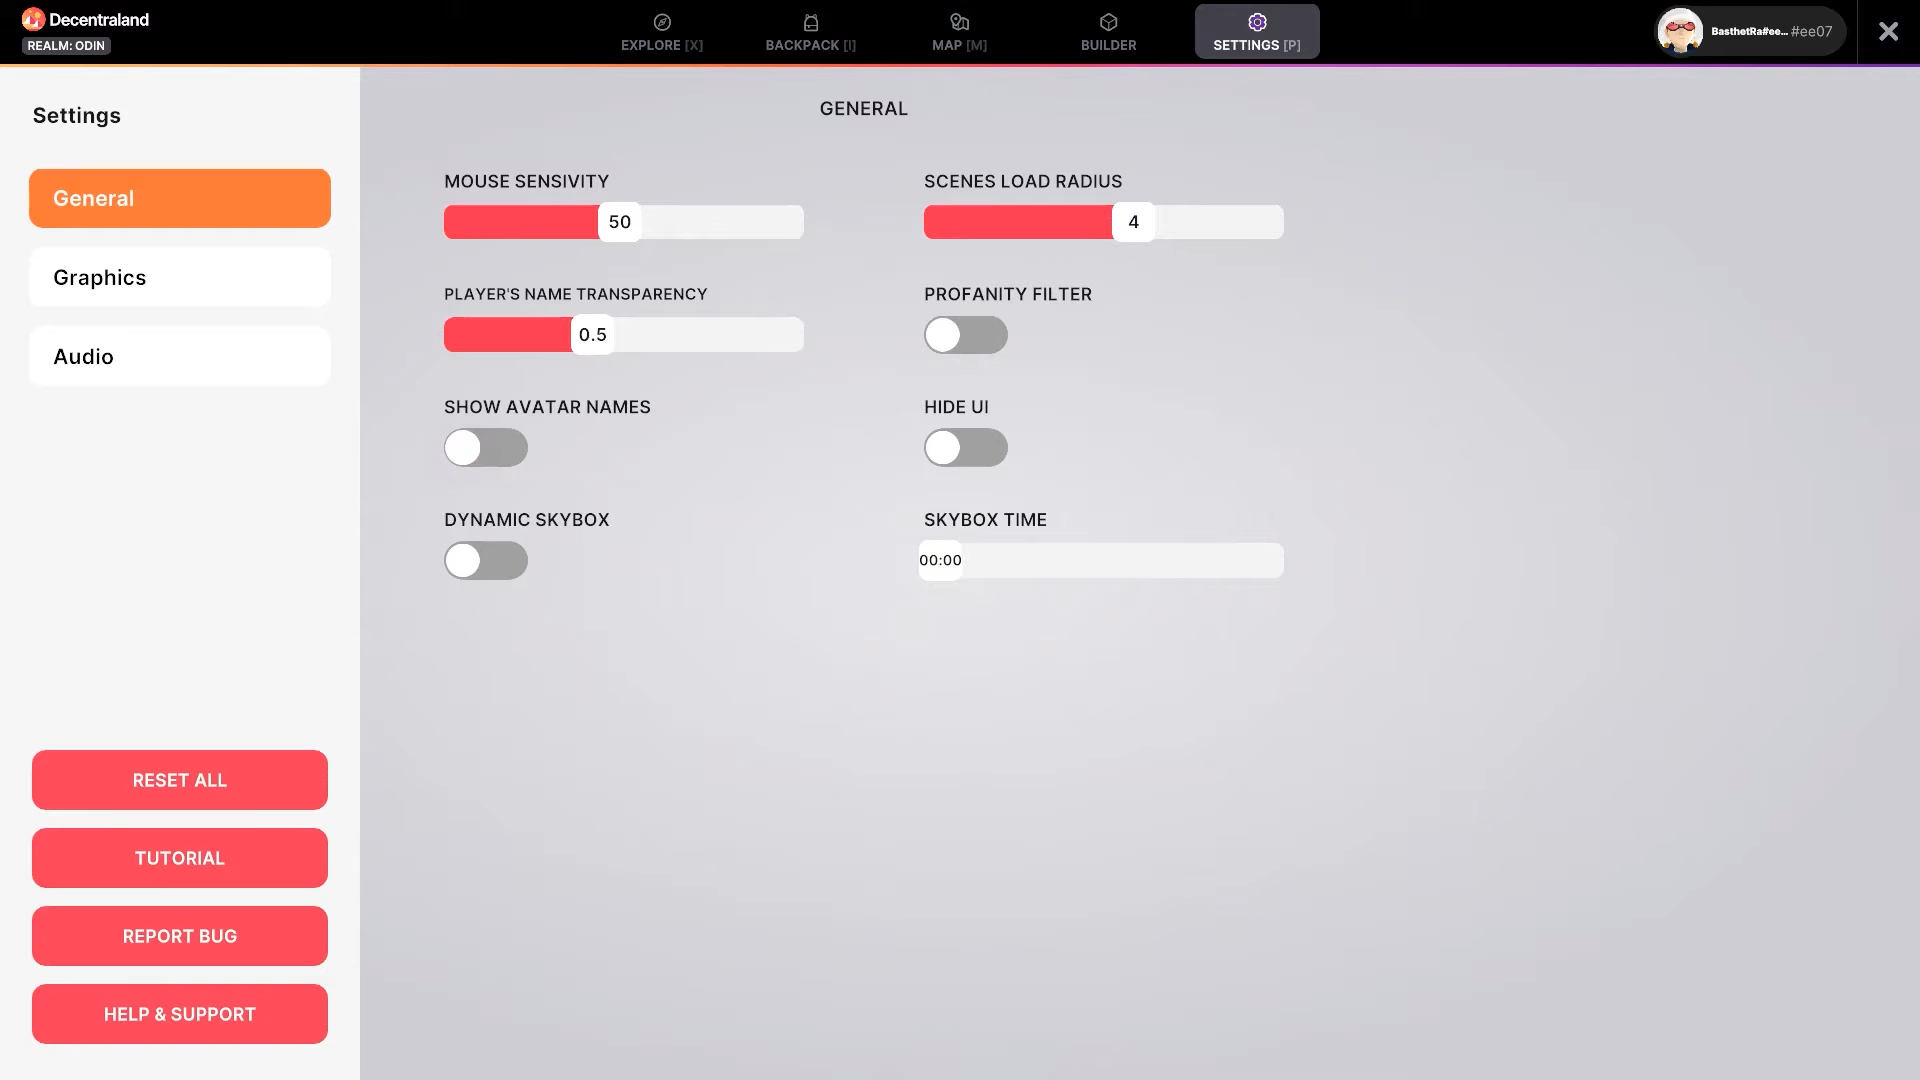 Decentraland
REALM: ODIN
EXPLORE [X]
BACKPACK [I]
MAP [M]
BUILDER
SETTINGS [P]
BasthetRa#ee... #ee07
Settings
General
Graphics
Audio
RESET ALL
TUTORIAL
REPORT BUG
HELP & SUPPORT
GENERAL
MOUSE SENSIVITY
50
SCENES LOAD RADIUS
4
PLAYER'S NAME TRANSPARENCY
0.5
PROFANITY FILTER
SHOW AVATAR NAMES
HIDE UI
DYNAMIC SKYBOX
SKYBOX TIME
00:00